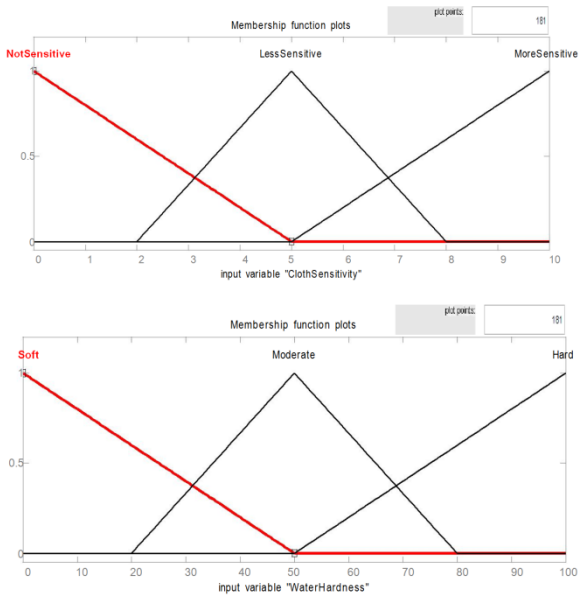 plot points:
181
Membership function plots
NotSensitive LessSensitive MoreSensitive
1
0.5
0
0 1 2 3 4 5 6 7 8 9 10
input variable "ClothSensitivity"
plot points:
181
Membership function plots
Soft Moderate Hard
1
0.5
0
0 10 20 30 40 50 60 70 80 90 100
input variable "WaterHardness"